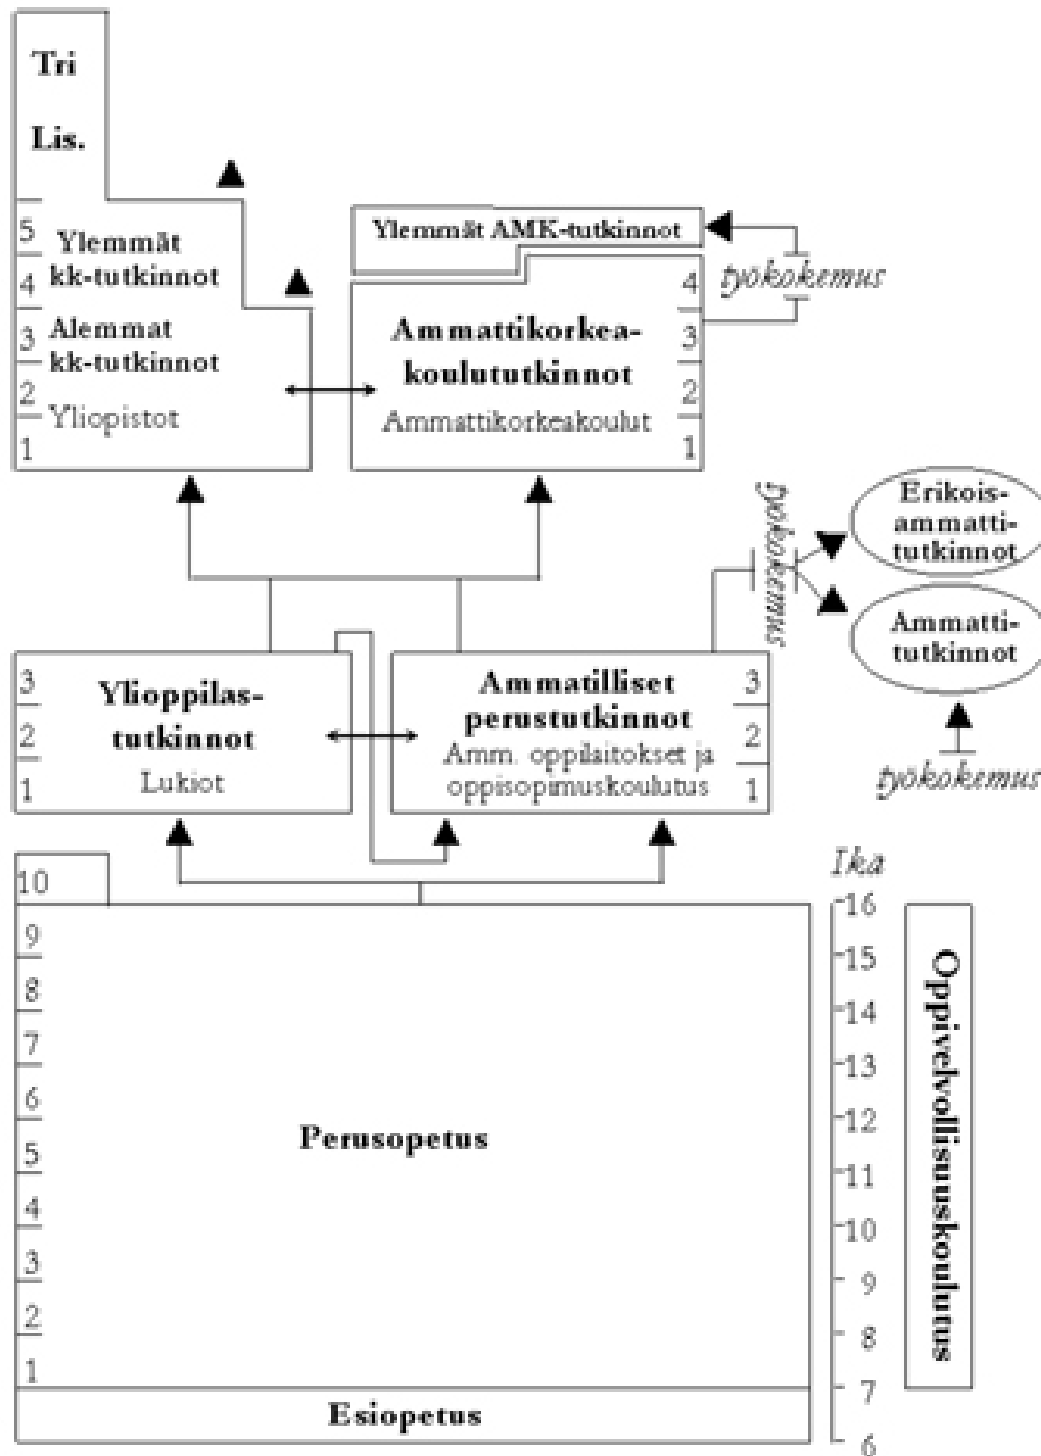 Tri
Lis.
5
4
3
2
1
Ylemmät
kk-tutkinnot
Alemmat
kk-tutkinnot
Yliopistot
Ylemmät AMK-tutkinnot
Ammattikorkea-
koulututkinnot
Ammattikorkeakoulut
4
3
2
1
työkokemus
työkokemus
Erikois-
ammatti-
tutkinnot
Ammatti-
tutkinnot
työkokemus
3
2
1
Ylioppilas-
tutkinnot
Lukiot
Ammatilliset
perustutkinnot
Amm. oppilaitokset ja
oppisopimuskoulutus
3
2
1
10
9
8
7
6
5
4
3
2
1
Perusopetus
Esiopetus
Ikä
16
15
14
13
12
11
10
9
8
7
6
Oppivelvollisuuskoulutus